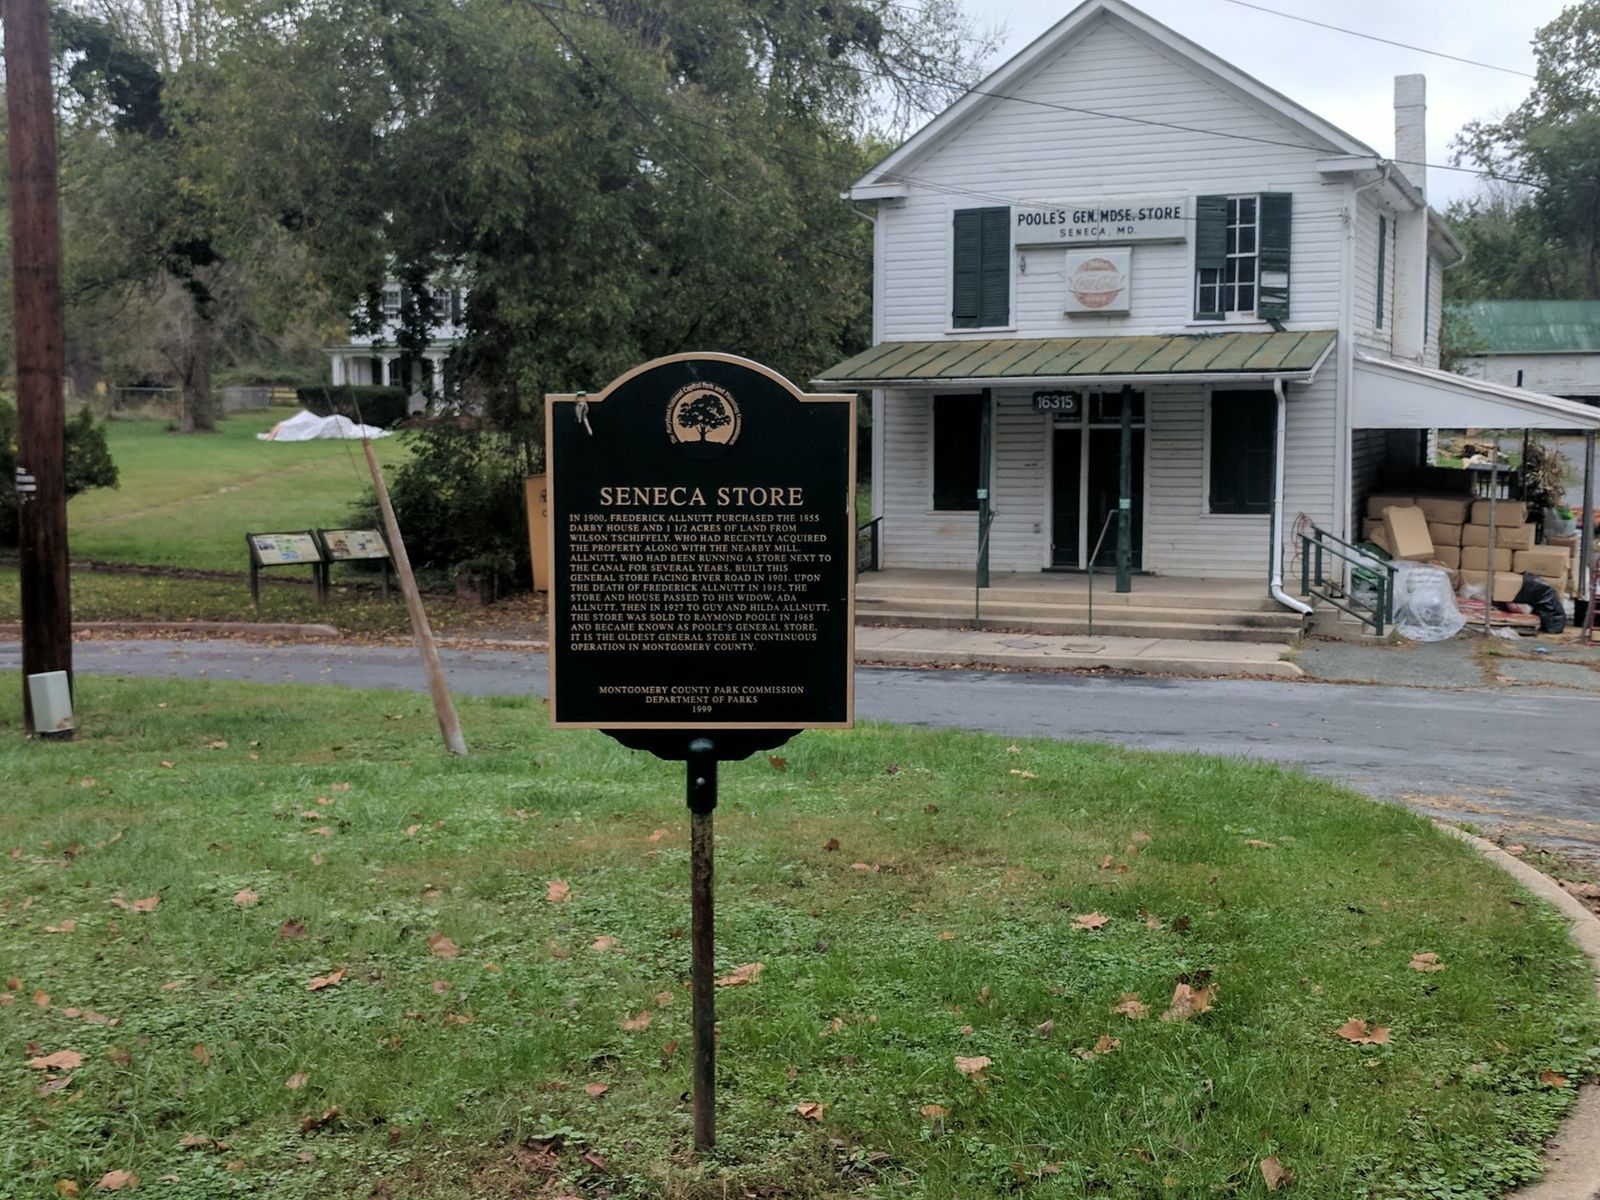 POOLE'S GEN. MDSE. STORE
SENECA, MD.
Coca-Cola
16315
SENECA STORE
IN 1900, FREDERICK ALLNUTT PURCHASED THE 1855
DARBY HOUSE AND 1 1/2 ACRES OF LAND FROM
WILSON TSCHIFFELY, WHO HAD RECENTLY ACQUIRED
THE PROPERTY ALONG WITH THE NEARBY MILL.
ALLNUTT, WHO HAD BEEN RUNNING A STORE NEXT TO
THE CANAL FOR SEVERAL YEARS, BUILT THIS
GENERAL STORE FACING RIVER ROAD IN 1901. UPON
THE DEATH OF FREDERICK ALLNUTT IN 1915, THE
STORE AND HOUSE PASSED TO HIS WIDOW, ADA
ALLNUTT, THEN IN 1927 TO GUY AND HILDA ALLNUTT.
THE STORE WAS SOLD TO RAYMOND POOLE IN 1965
AND BECAME KNOWN AS POOLE'S GENERAL STORE.
IT IS THE OLDEST GENERAL STORE IN CONTINUOUS
OPERATION IN MONTGOMERY COUNTY.
MONTGOMERY COUNTY PARK COMMISSION
DEPARTMENT OF PARKS
1999